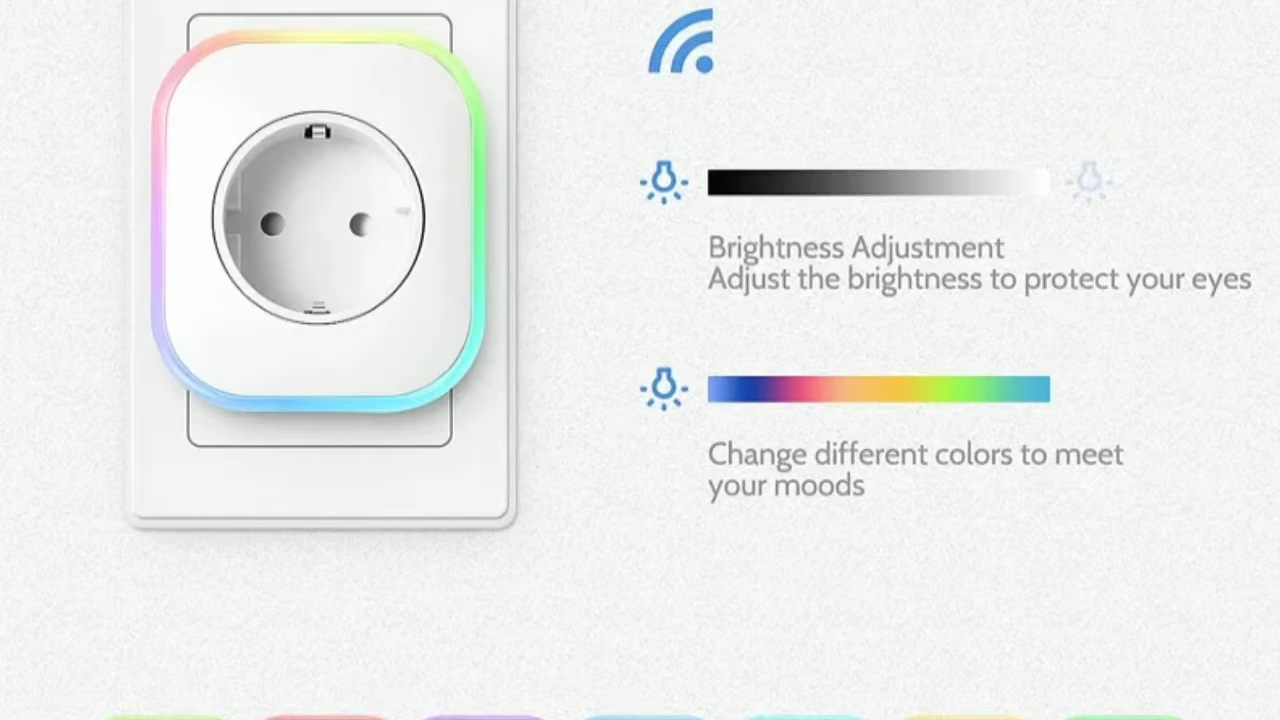 Brightness Adjustment
Adjust the brightness to protect your eyes
Change different colors to meet
your moods